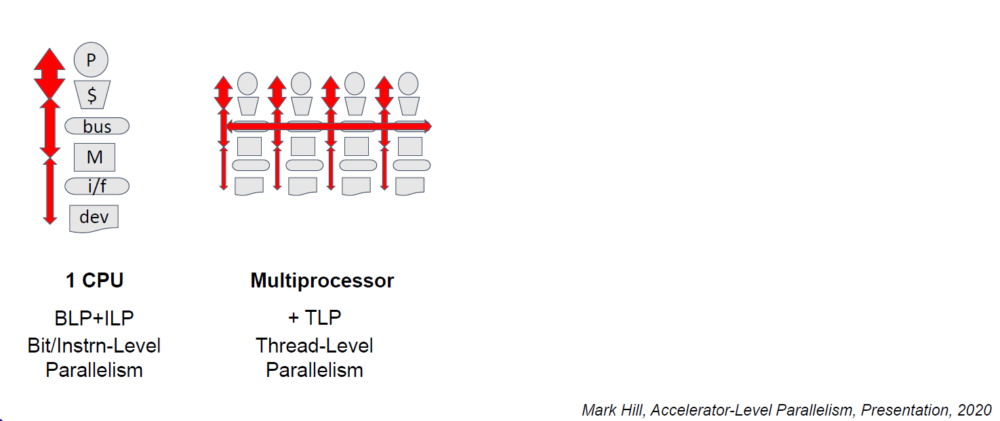 P
$
bus
M
i/f
dev
1 CPU
BLP+ILP
Bit/Instrn-Level
Parallelism
Multiprocessor
+ TLP
Thread-Level
Parallelism
Mark Hill, Accelerator-Level Parallelism, Presentation, 2020